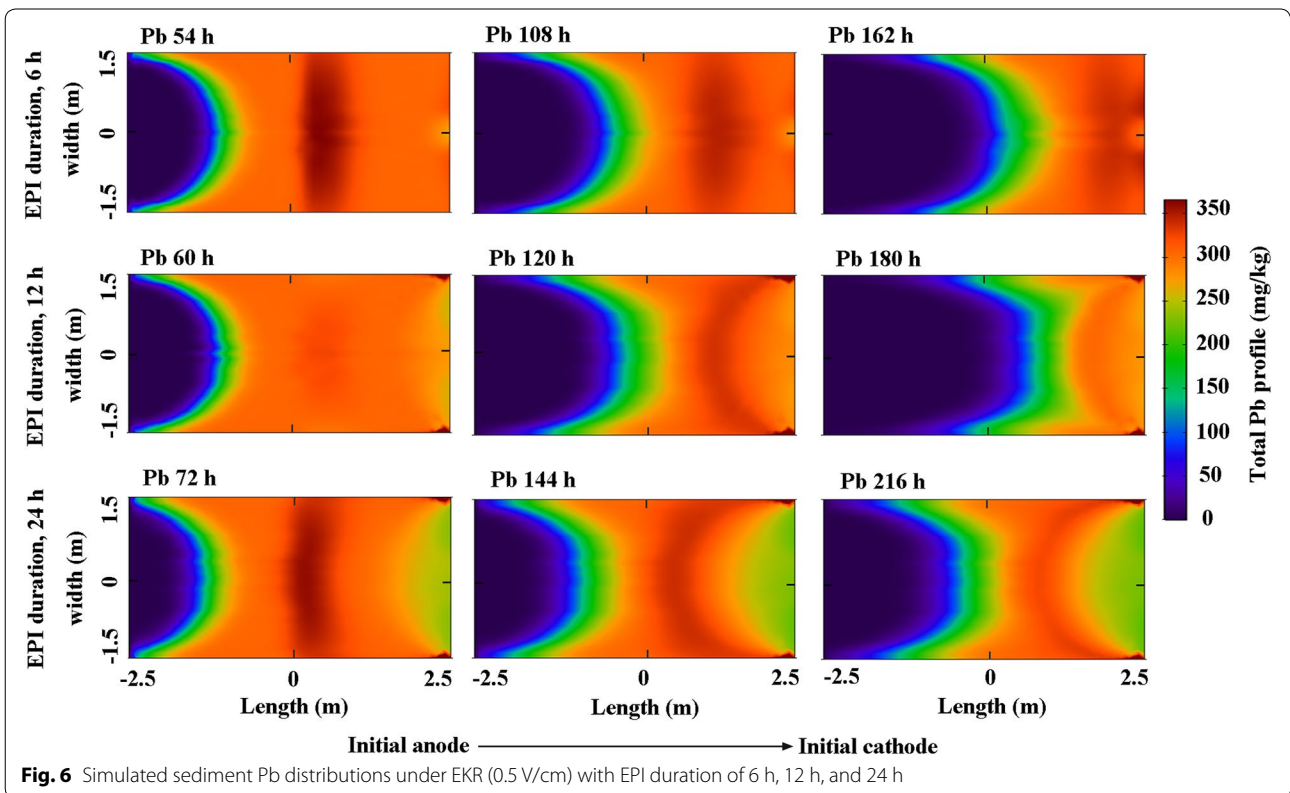 Pb 54 h
Pb 108 h
Pb 162 h
EPI duration, 6 h
width (m)
1.5
0
-1.5
Pb 60 h
Pb 120 h
Pb 180 h
EPI duration, 12 h
width (m)
1.5
0
-1.5
Pb 72 h
Pb 144 h
Pb 216 h
EPI duration, 24 h
width (m)
1.5
0
-1.5
-2.5 0 2.5
-2.5 0 2.5
-2.5 0 2.5
Length (m)
Length (m)
Length (m)
350
300
250
200
150
100
50
0
Total Pb profile (mg/kg)
Initial anode
Initial cathode
Fig. 6 Simulated sediment Pb distributions under EKR (0.5 V/cm) with EPI duration of 6 h, 12 h, and 24 h